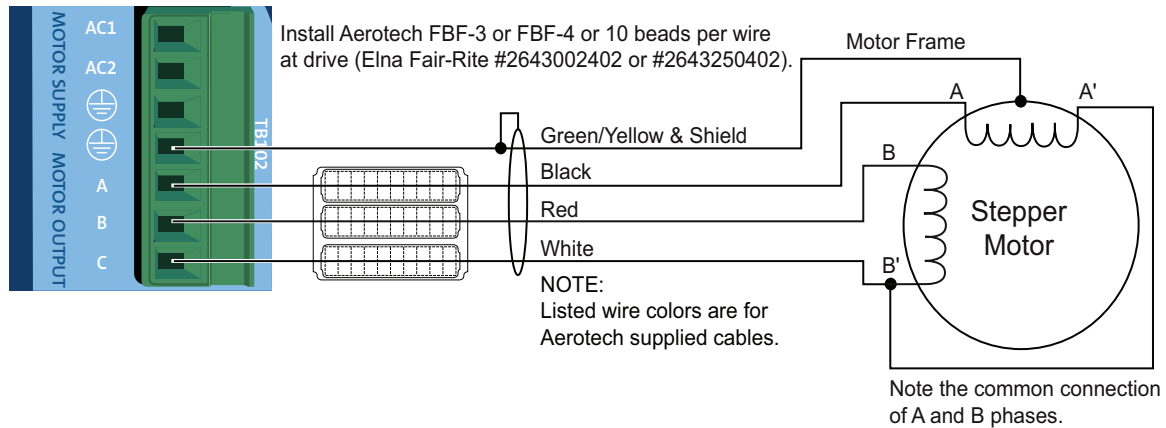 MOTOR SUPPLY
MOTOR OUTPUT
AC1
AC2
A
B
C
TB102
Install Aerotech FBF-3 or FBF-4 or 10 beads per wire
at drive (Elna Fair-Rite #2643002402 or #2643250402).
Motor Frame
Green/Yellow & Shield
Black
Red
White
NOTE:
Listed wire colors are for
Aerotech supplied cables.
A
A'
B
B'
Stepper
Motor
Note the common connection
of A and B phases.